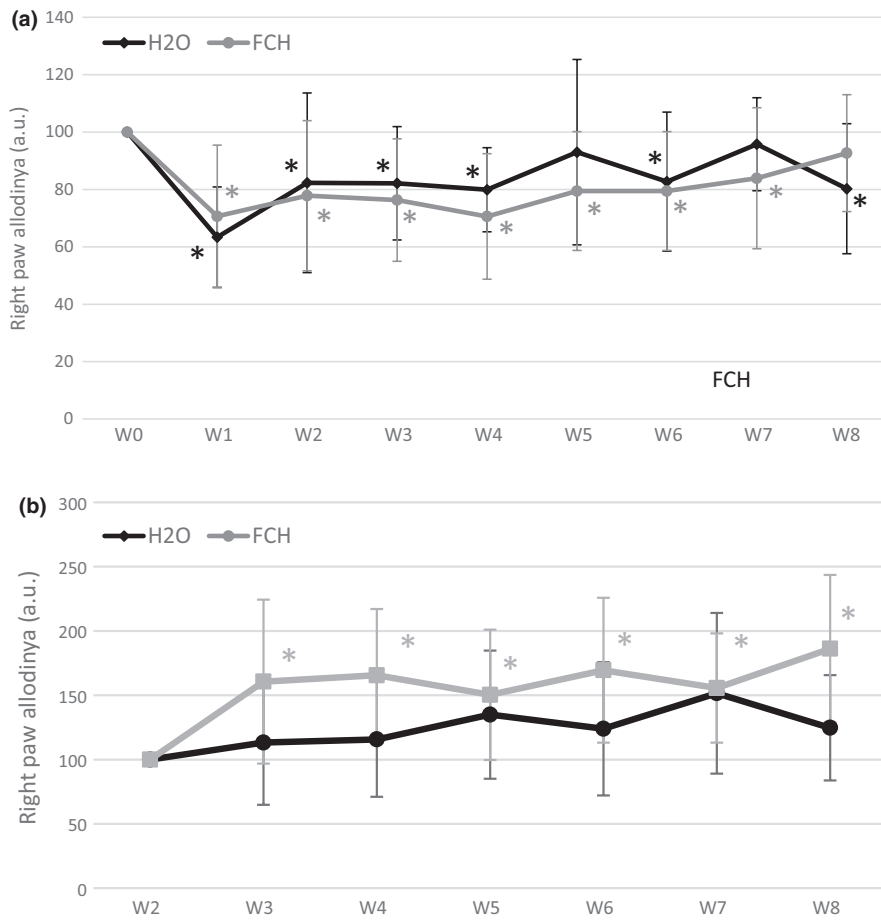 (a)
140
H2O FCH
120
100
80
60
40
20
0
Right paw allodinya (a.u.)
* * * * * *
* * * * * * *
FCH
W0 W1 W2 W3 W4 W5 W6 W7 W8
(b)
300
H2O FCH
250
200
150
100
50
0
Right paw allodinya (a.u.)
* * * * * *
W2 W3 W4 W5 W6 W7 W8